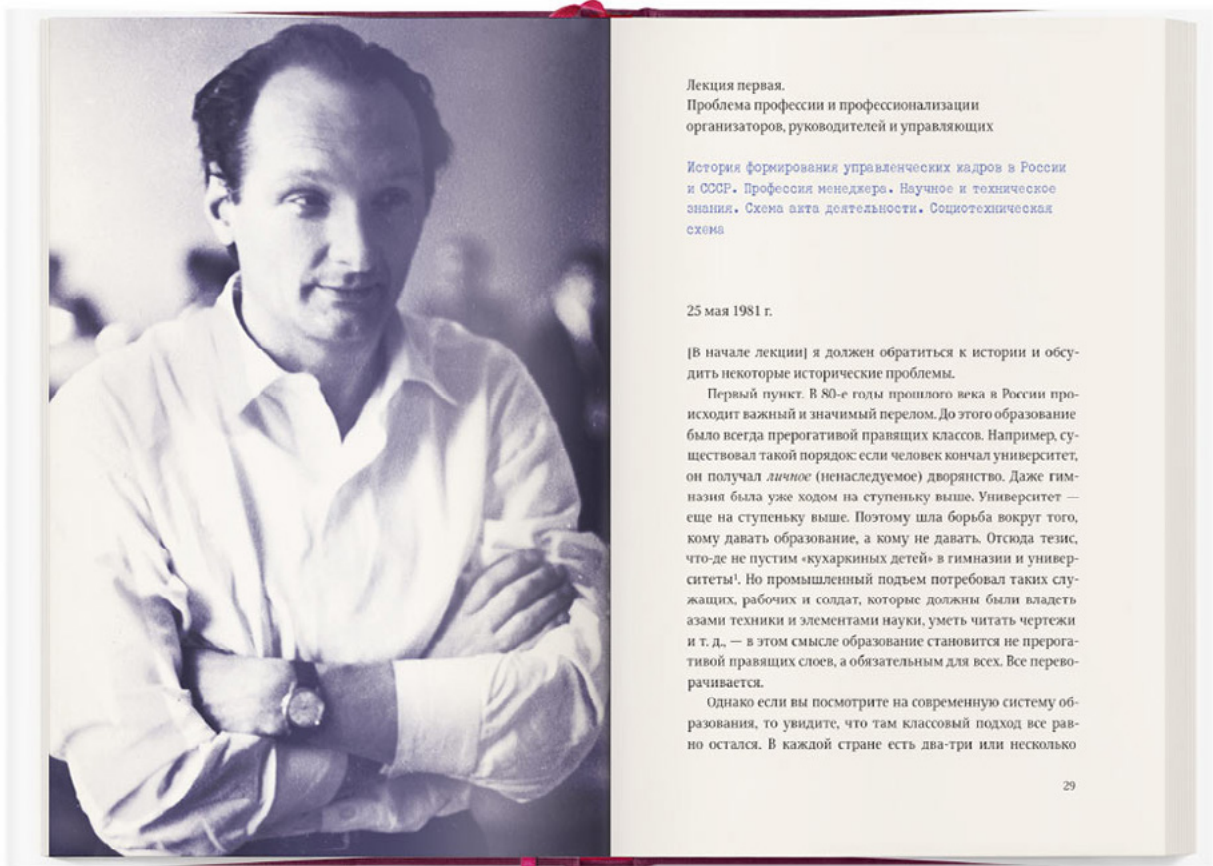 Лекция первая.
Проблема профессии и профессионализации
организаторов, руководителей и управляющих
История формирования управленческих кадров в России
и СССР. Профессия менеджера. Научное и техническое
знания. Схема акта деятельности. Социотехническая
схема
25 мая 1981 г.
[В начале лекции] я должен обратиться к истории и обсу-
дить некоторые исторические проблемы.
Первый пункт. В 80-е годы прошлого века в России про-
исходит важный и значимый перелом. До этого образование
было всегда прерогативой правящих классов. Например, су-
ществовал такой порядок: если человек кончал университет,
он получал личное (ненаследуемое) дворянство. Даже гим-
назия была уже ходом на ступеньку выше. Университет —
еще на ступеньку выше. Поэтому шла борьба вокруг того,
кому давать образование, а кому не давать. Отсюда тезис,
что-де не пустим «кухаркиных детей» в гимназии и универ-
ситеты¹. Но промышленный подъем потребовал таких слу-
жащих, рабочих и солдат, которые должны были владеть
азами техники и элементами науки, уметь читать чертежи
и т. д., — в этом смысле образование становится не прерога-
тивой правящих слоев, а обязательным для всех. Все перево-
рачивается.
Однако если вы посмотрите на современную систему об-
разования, то увидите, что там классовый подход все рав-
но остался. В каждой стране есть два-три или несколько
29